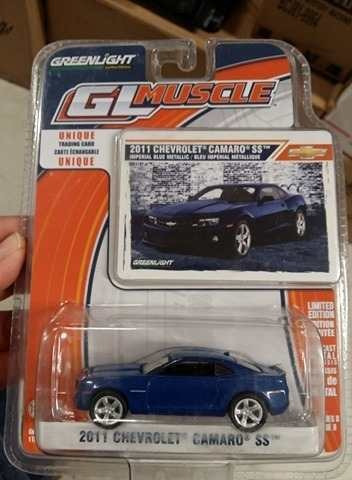 GREENLIGHT
GL MUSCLE
UNIQUE
TRADING CARD
CARTE ÉCHANGEABLE
UNIQUE
2011 CHEVROLET® CAMARO® SS™
IMPERIAL BLUE METALLIC / BLEU IMPÉRIAL MÉTALLIQUE
GREENLIGHT
LIMITED
EDITION
2011 CHEVROLET® CAMARO® SS™